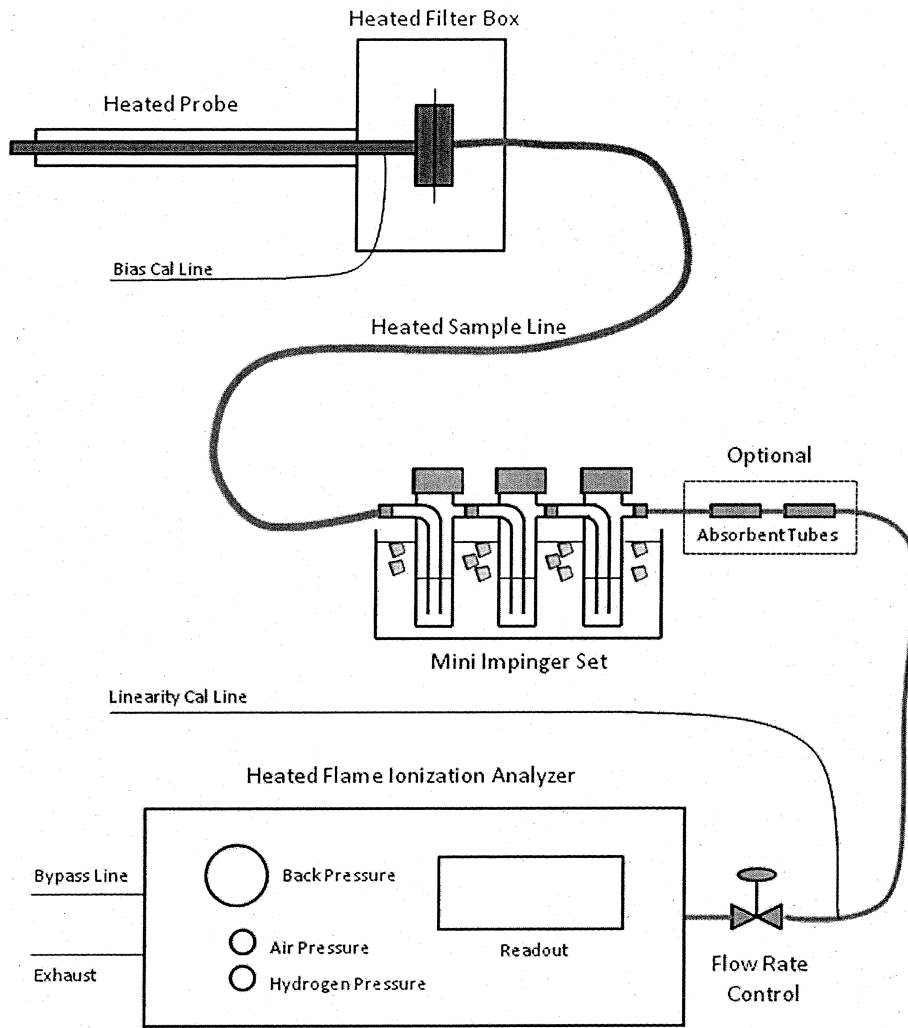 Heated Filter Box
Heated Probe
Bias Cal Line
Heated Sample Line
Optional
Absorbent Tubes
Mini Impinger Set
Linearity Cal Line
Heated Flame Ionization Analyzer
Bypass Line
Back Pressure
Air Pressure
Readout
Exhaust
Hydrogen Pressure
Flow Rate
Control